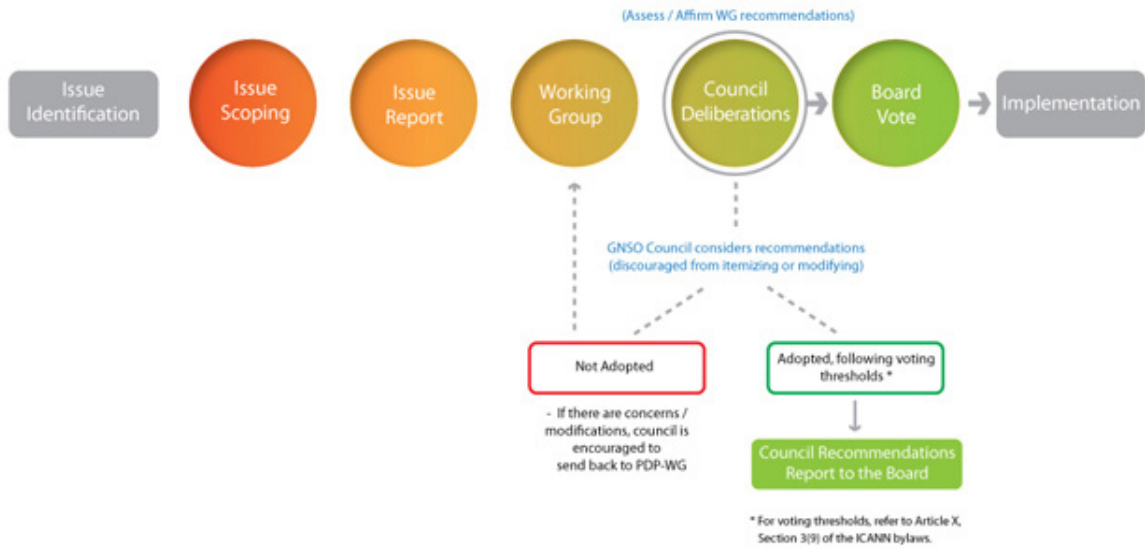 (Assess / Affirm WG recommendations)
Issue
Identification
Issue
Scoping
Issue
Report
Working
Group
Council
Deliberations
Board
Vote
Implementation
GNSO Council considers recommendations
(discouraged from itemizing or modifying)
Not Adopted
- If there are concerns /
modifications, council is
encouraged to
send back to PDP-WG
Adopted, following voting
thresholds *
Council Recommendations
Report to the Board
* For voting thresholds, refer to Article X,
Section 3(9) of the ICANN bylaws.